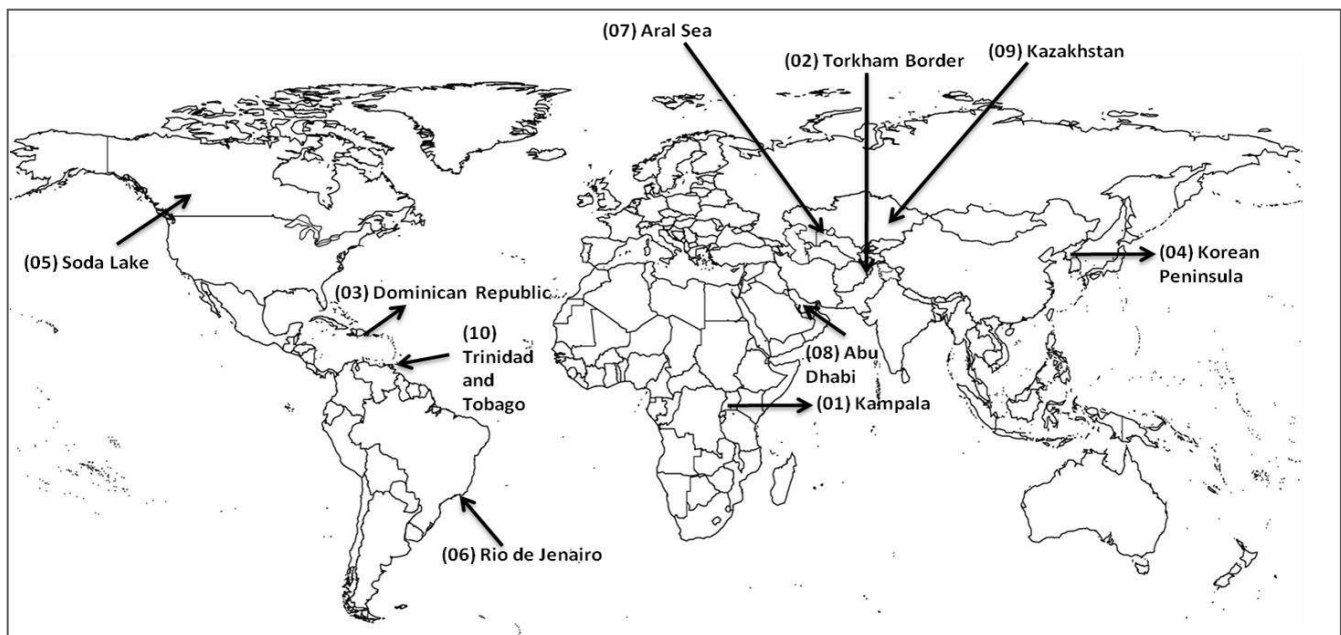 (07) Aral Sea
(02) Torkham Border
(09) Kazakhstan
(05) Soda Lake
(04) Korean
Peninsula
(03) Dominican Republic
(10)
Trinidad
and
Tobago
(08) Abu
Dhabi
(01) Kampala
(06) Rio de Jenairo